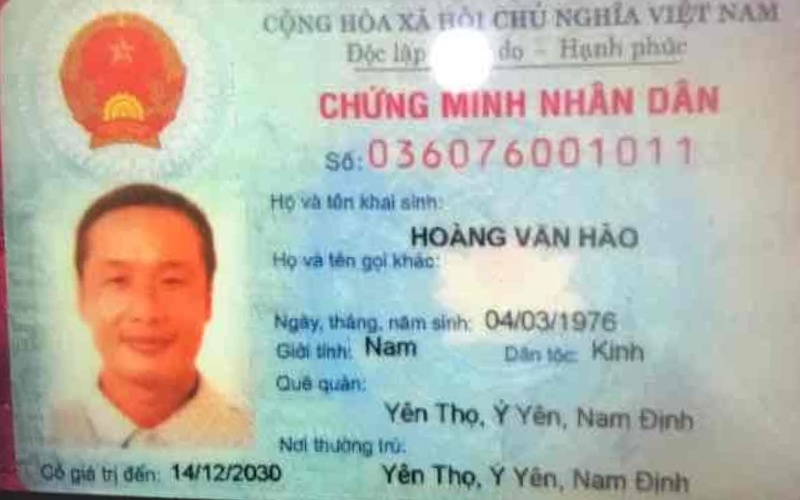 CỘNG HÒA XÃ HỘI CHỦ NGHĨA VIỆT NAM
Độc lập do - Hạnh phúc
CHỨNG MINH NHÂN DÂN
Số: 036076001011
Họ và tên khai sinh:
HOÀNG VĂN HÀO
Họ và tên gọi khác:
Ngày, tháng, năm sinh: 04/03/1976
Giới tính: Nam Dân tộc: Kinh
Quê quán:
Yên Thọ, Ý Yên, Nam Định
Nơi thường trú:
Có giá trị đến: 14/12/2030 Yên Thọ, Ý Yên, Nam Định